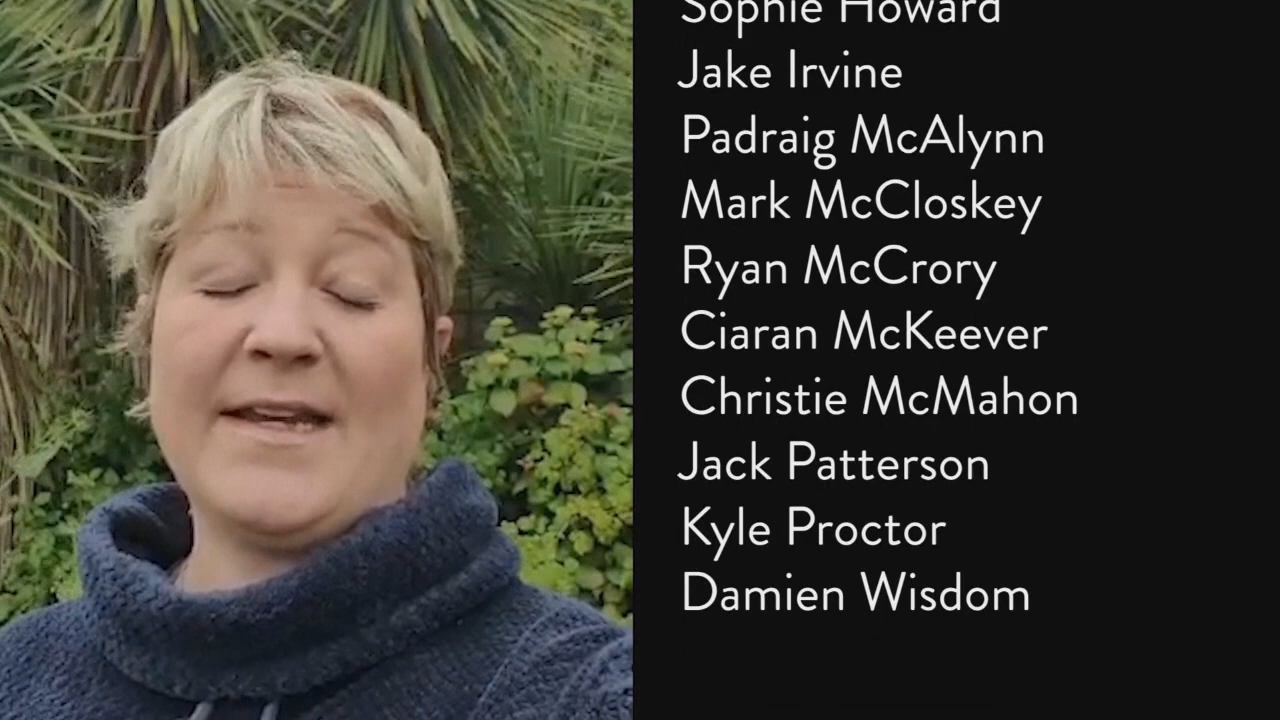 Sophie Howard
Jake Irvine
Padraig McAlynn
Mark McCloskey
Ryan McCrory
Ciaran McKeever
Christie McMahon
Jack Patterson
Kyle Proctor
Damien Wisdom